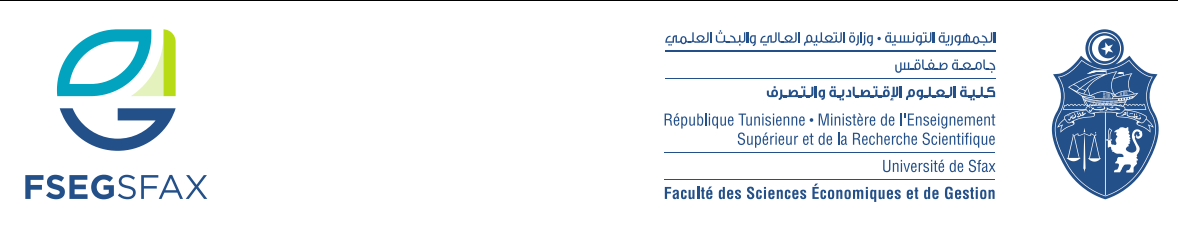 FSEGSFAX
الجمهورية التونسية • وزارة التعليم العالي والبحث العلمي
جامعة صفاقس
كلية العلوم الإقتصادية والتصرف
République Tunisienne • Ministère de l'Enseignement
Supérieur et de la Recherche Scientifique
Université de Sfax
Faculté des Sciences Économiques et de Gestion